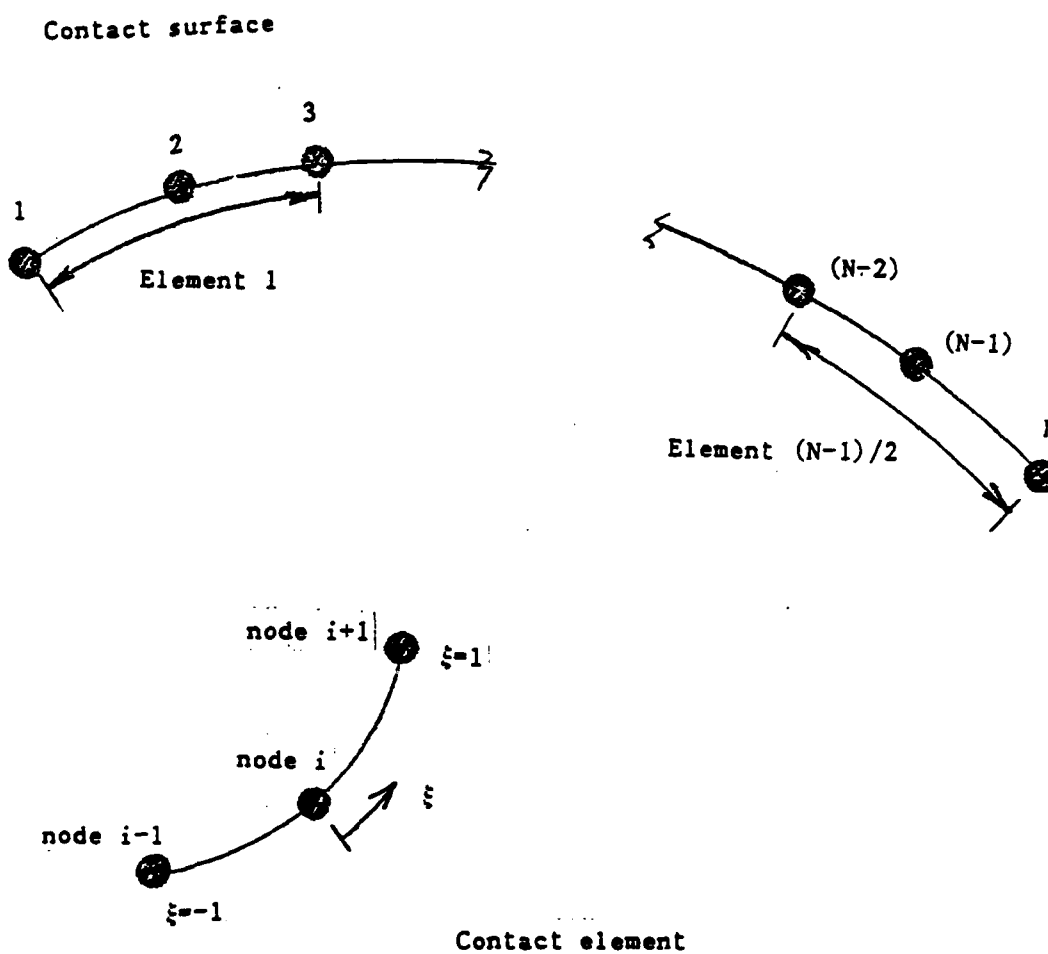 Contact surface
1
2
3
Element 1
(N-2)
(N-1)
Element (N-1)/2
node i+1
ξ=1
node i
ξ
node i-1
ξ=-1
Contact element